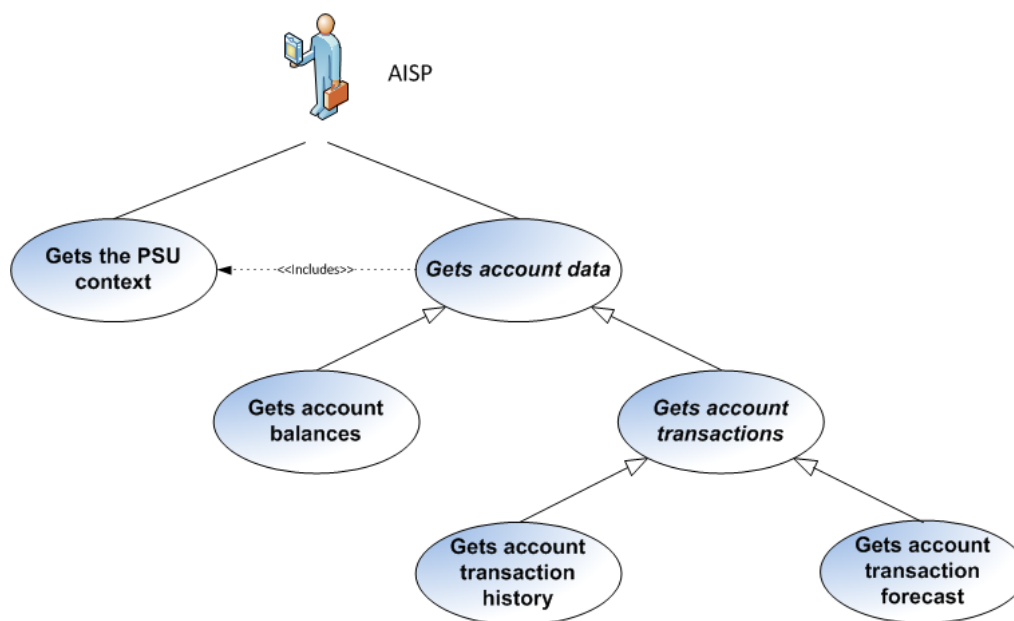 AISP
Gets the PSU
context
<<Includes>>
Gets account data
Gets account
balances
Gets account
transactions
Gets account
transaction
history
Gets account
transaction
forecast